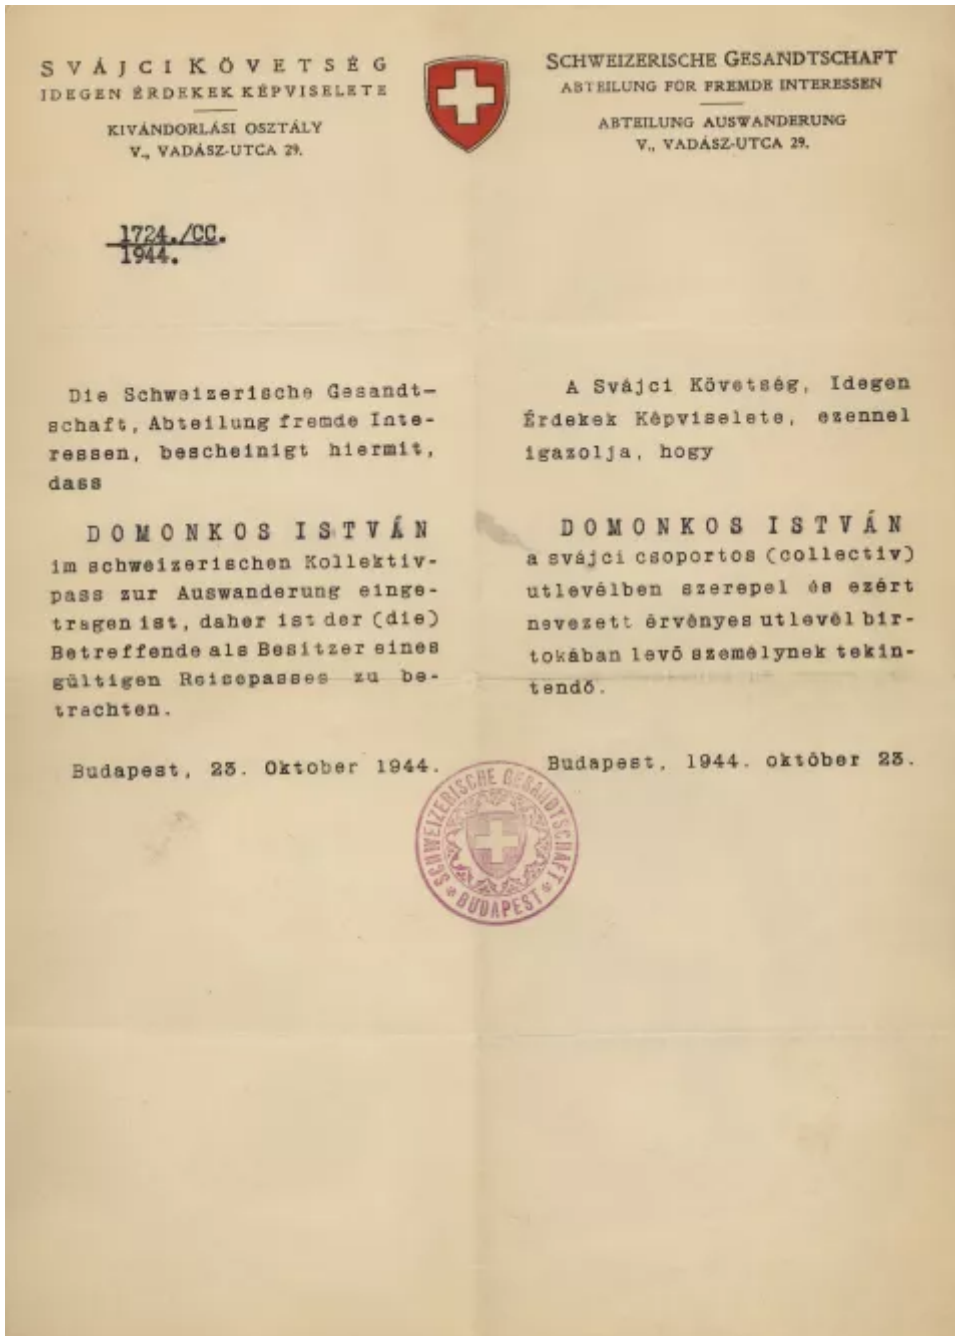 SVÁJCI KÖVETSÉG
IDEGEN ÉRDEKEK KÉPVISELETE
KIVÁNDORLÁSI OSZTÁLY
V., VADÁSZ-UTCA 29.
SCHWEIZERISCHE GESANDTSCHAFT
ABTEILUNG FÜR FREMDE INTERESSEN
ABTEILUNG AUSWANDERUNG
V., VADÁSZ-UTCA 29.
1724./CC.
1944.
Die Schweizerische Gesandt-
schaft, Abteilung fremde Inte-
ressen, bescheinigt hiermit,
dass
DOMONKOS ISTVÁN
im schweizerischen Kollektiv-
pass zur Auswanderung einge-
tragen ist, daher ist der (die)
Betreffende als Besitzer eines
gültigen Reisepasses zu be-
trachten.
Budapest, 23. Oktober 1944.
A Svájci Követség, Idegen
Érdekek Képviselete, ezennel
igazolja, hogy
DOMONKOS ISTVÁN
a svájci csoportos (collectiv)
utlevélben szerepel és ezért
nevezett érvényes utlevél bir-
tokában levő személynek tekin-
tendő.
Budapest, 1944. október 23.
SCHWEIZERISCHE GESANDTSCHAFT
* BUDAPEST *